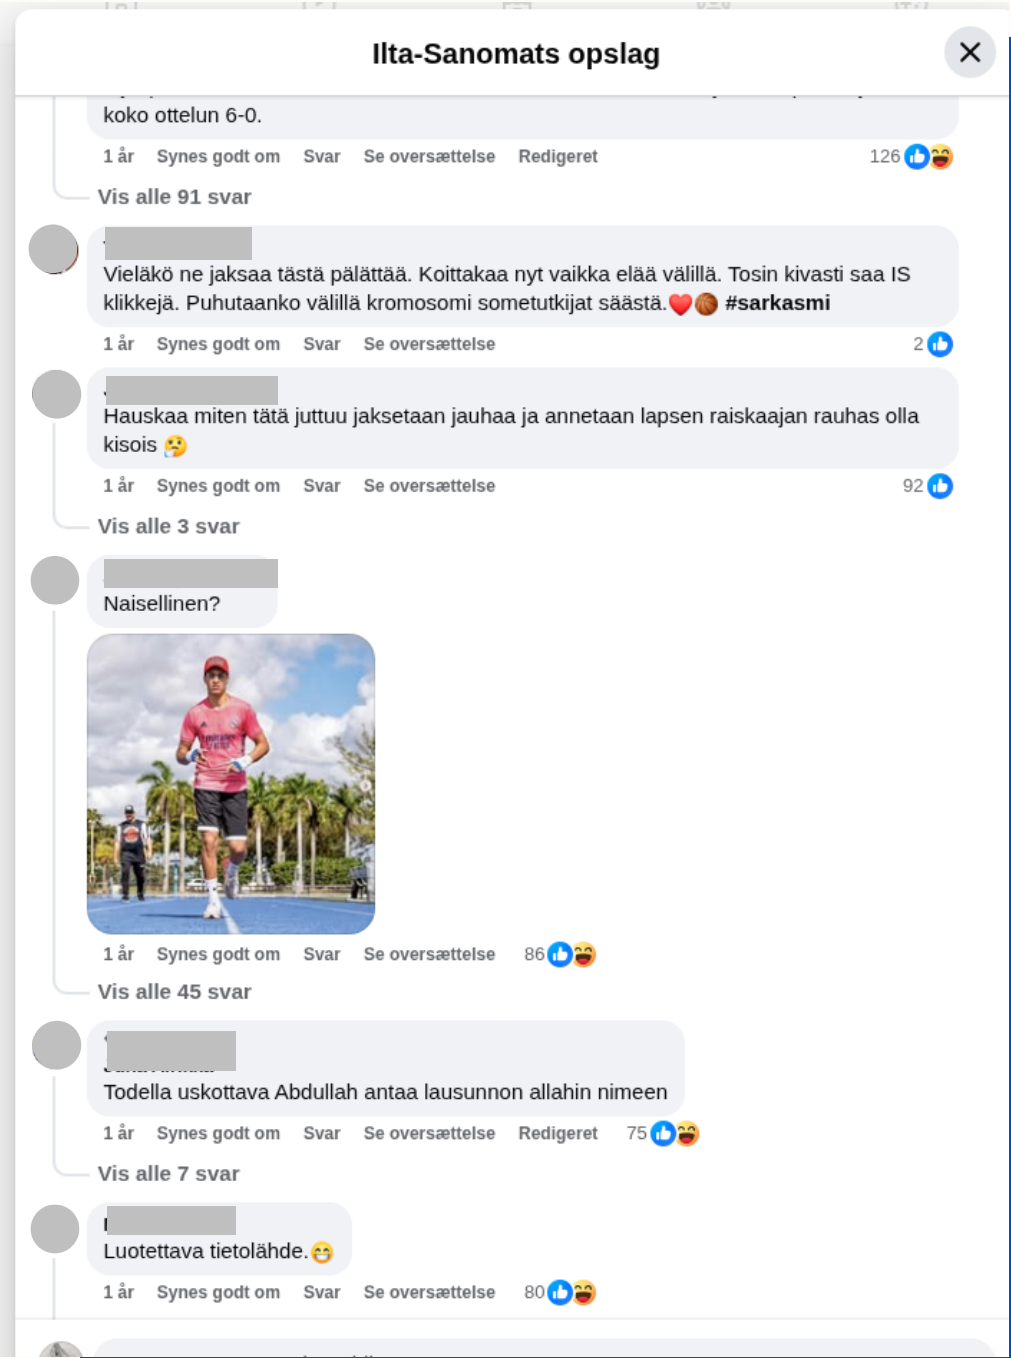 Ilta-Sanomats opslag
koko ottelun 6-0.
1 år Synes godt om Svar Se oversættelse Redigeret 126
Vis alle 91 svar
Vieläkö ne jaksaa tästä pälättää. Koittakaa nyt vaikka elää välillä. Tosin kivasti saa IS
klikkejä. Puhutaanko välillä kromosomi sometutkijat säästä.❤️🏀 #sarkasmi
1 år Synes godt om Svar Se oversættelse 2
Hauskaa miten tätä juttuu jaksetaan jauhaa ja annetaan lapsen raiskaajan rauhas olla
kisois 🤔
1 år Synes godt om Svar Se oversættelse 92
Vis alle 3 svar
Naisellinen?
1 år Synes godt om Svar Se oversættelse 86
Vis alle 45 svar
Todella uskottava Abdullah antaa lausunnon allahin nimeen
1 år Synes godt om Svar Se oversættelse Redigeret 75
Vis alle 7 svar
Luotettava tietolähde.😁
1 år Synes godt om Svar Se oversættelse 80